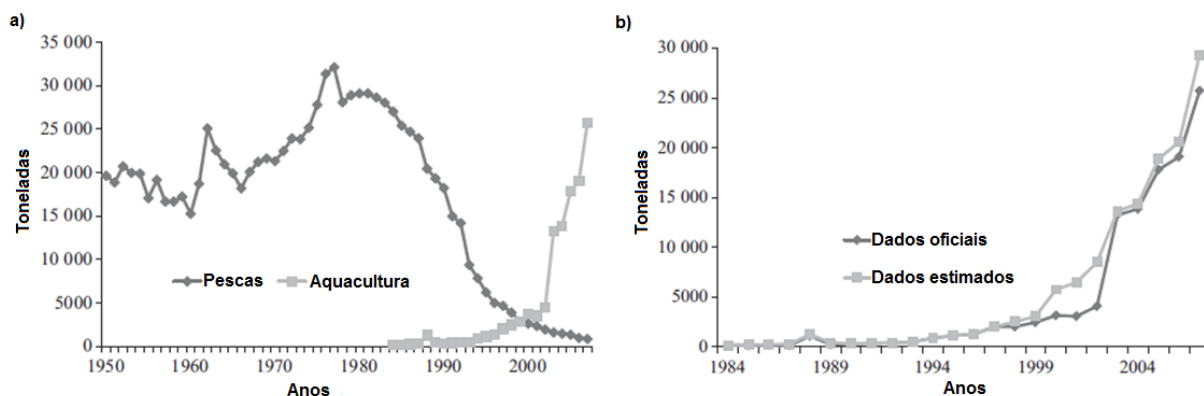 a)
35 000
30 000
25 000
20 000
15 000
10 000
5000
0
Toneladas
Pescas
Aquacultura
1950
1960
1970
1980
1990
2000
Anos
b)
30 000
25 000
20 000
15 000
10 000
5000
0
Toneladas
Dados oficiais
Dados estimados
1984
1989
1994
1999
2004
Anos